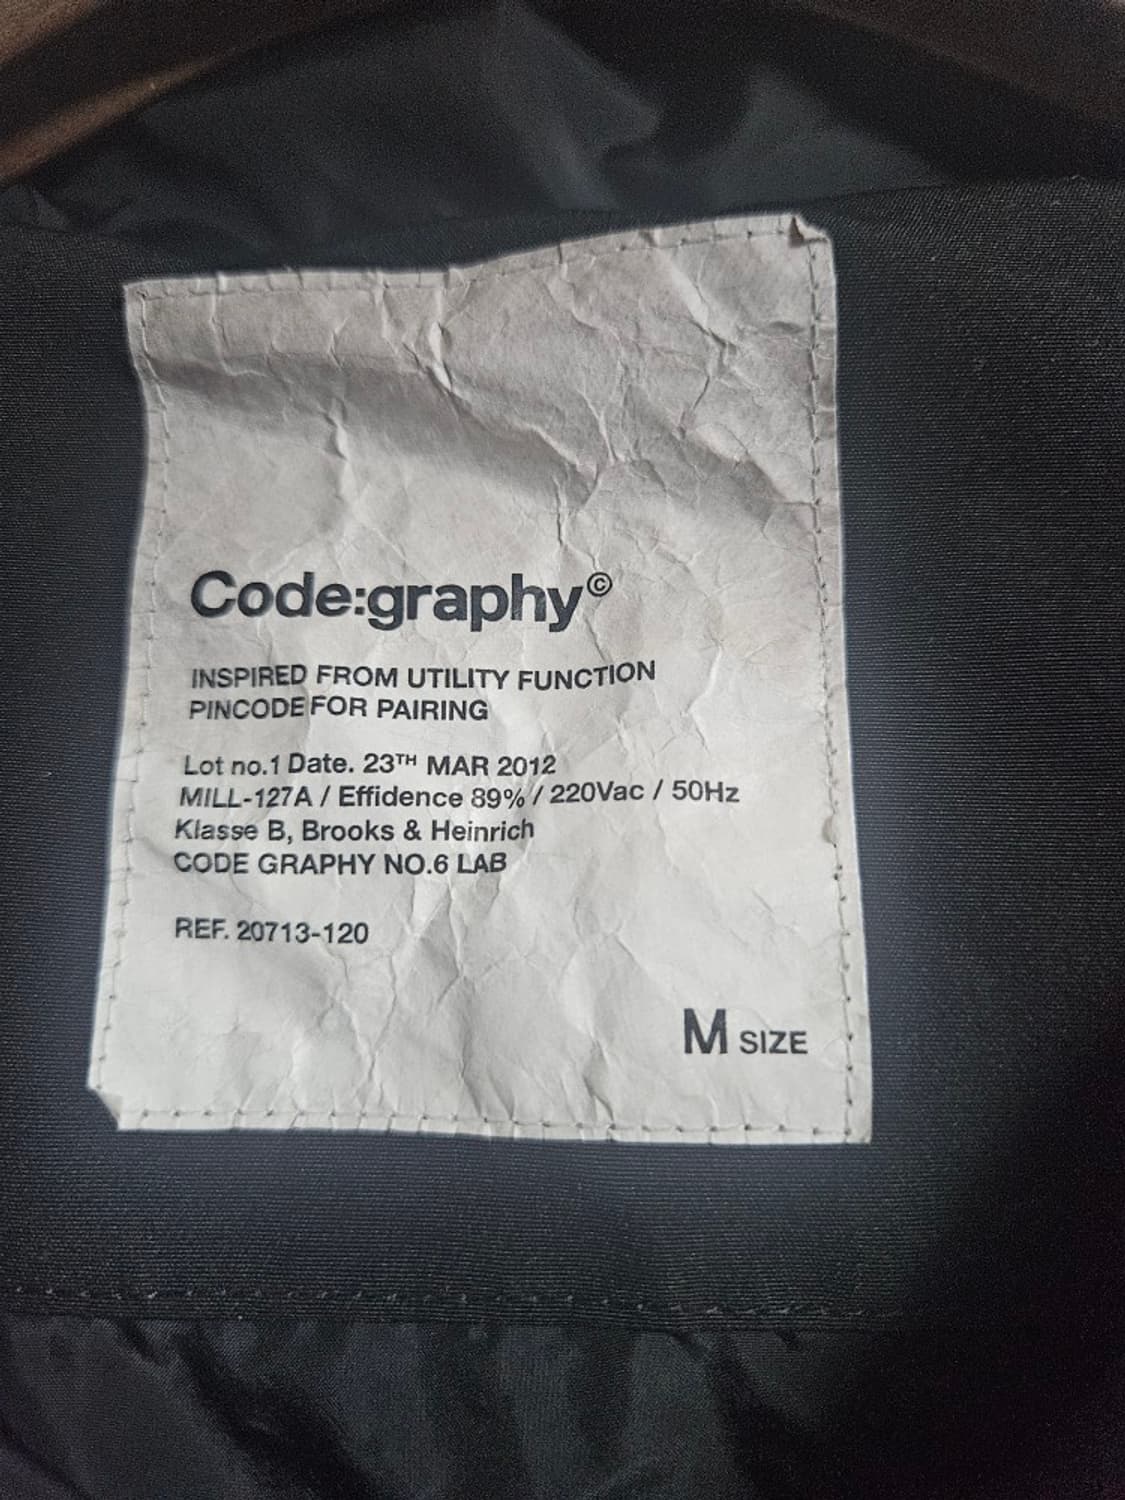 Code:graphy©
INSPIRED FROM UTILITY FUNCTION
PINCODE FOR PAIRING
Lot no.1 Date. 23TH MAR 2012
MILL-127A / Effidence 89% / 220Vac / 50Hz
Klasse B, Brooks & Heinrich
CODE GRAPHY NO.6 LAB
REF. 20713-120
M SIZE